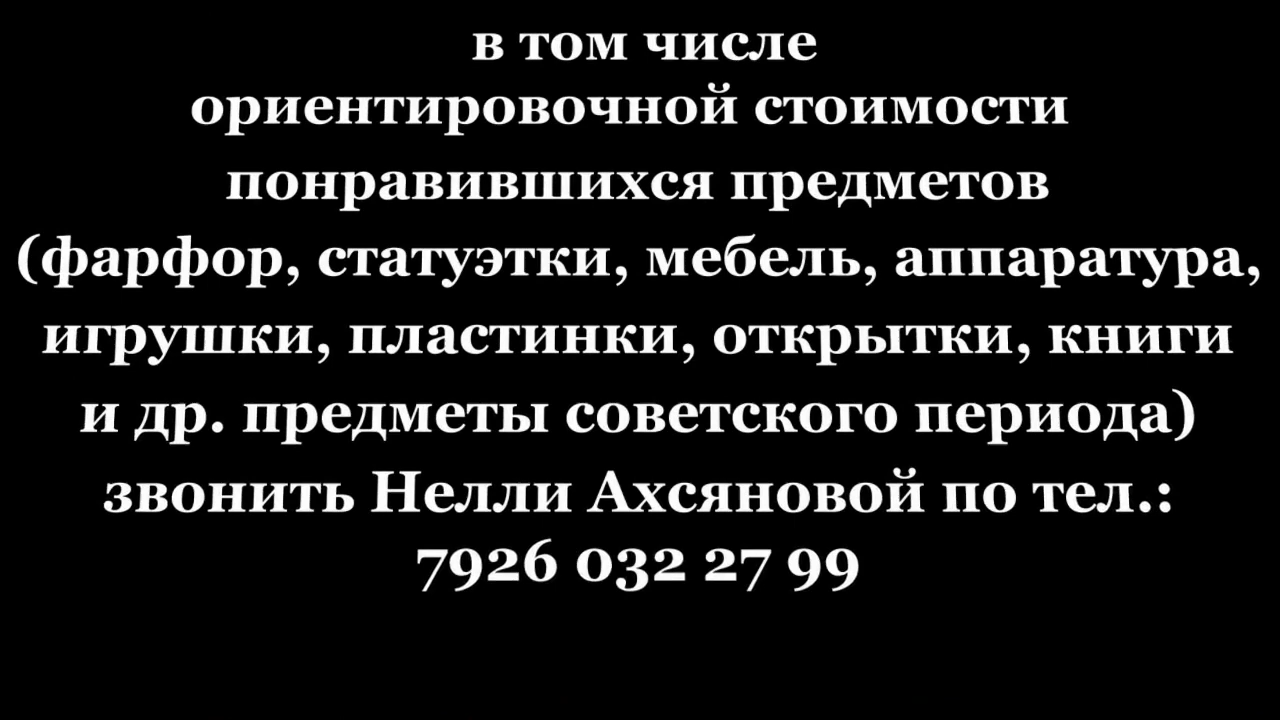 в том числе
ориентировочной стоимости
понравившихся предметов
(фарфор, статуэтки, мебель, аппаратура,
игрушки, пластинки, открытки, книги
и др. предметы советского периода)
звонить Нелли Ахсяновой по тел.:
7926 032 27 99